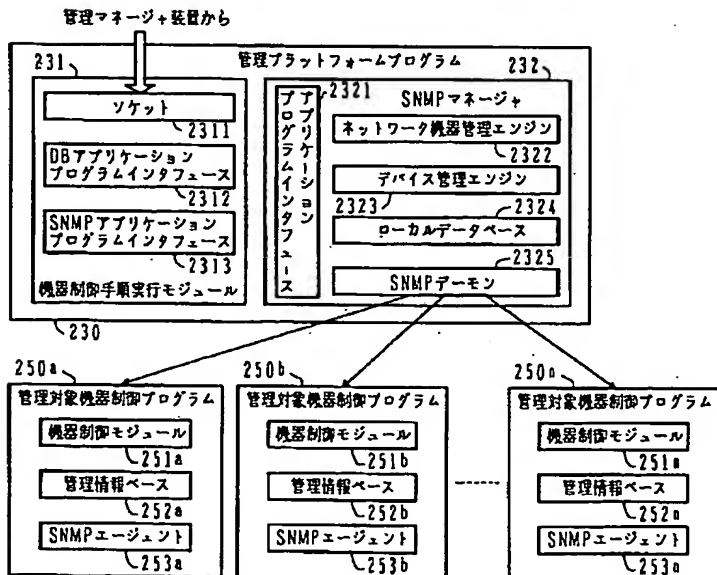 管理マネージャ装置から
231
管理プラットフォームプログラム
232
ソケット
2311
DBアプリケーション
プログラムインタフェース
2312
SNMPアプリケーション
プログラムインタフェース
2313
機器制御手順実行モジュール
アプリケーション
プログラムインタフェース
2321
SNMPマネージャ
ネットワーク機器管理エンジン
2322
デバイス管理エンジン
2323
2324
ローカルデータベース
2325
SNMPデーモン
230
250a
管理対象機器制御プログラム
機器制御モジュール
251a
管理情報ベース
252a
SNMPエージェント
253a
250b
管理対象機器制御プログラム
機器制御モジュール
251b
管理情報ベース
252b
SNMPエージェント
253b
250n
管理対象機器制御プログラム
機器制御モジュール
251n
管理情報ベース
252n
SNMPエージェント
253n